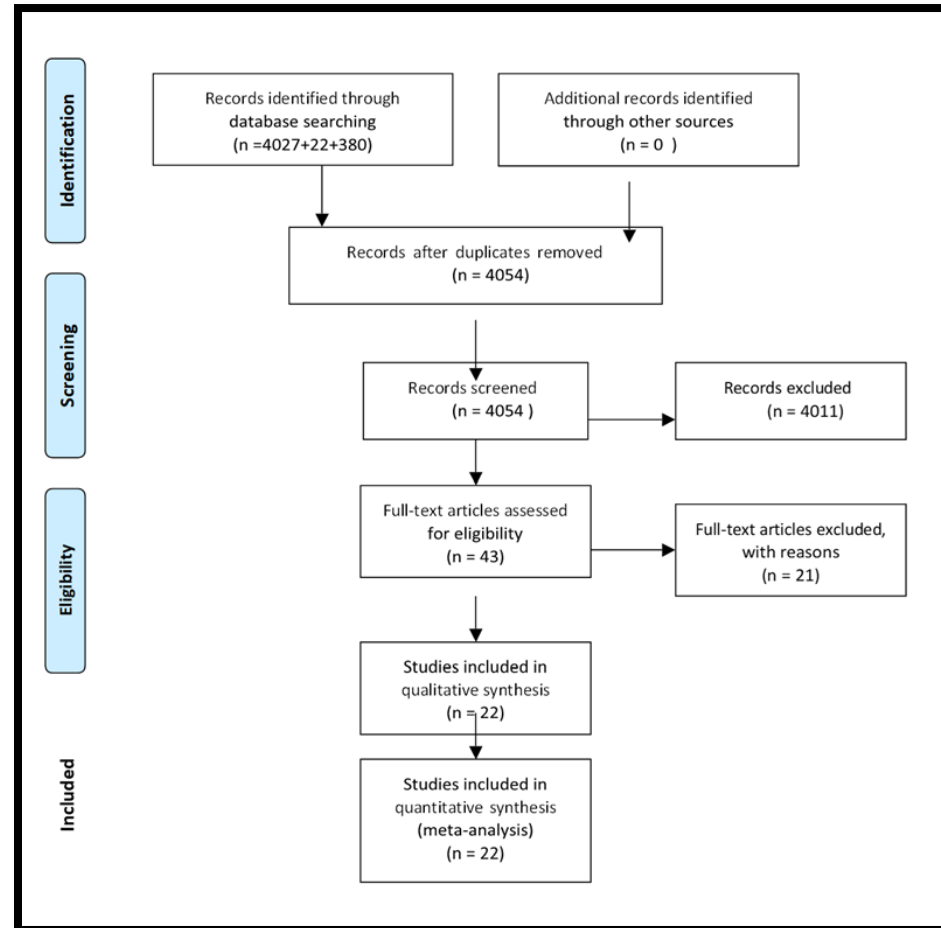 Identification
Records identified through
database searching
(n =4027+22+380)
Additional records identified
through other sources
(n = 0 )
Records after duplicates removed
(n = 4054)
Screening
Records screened
(n = 4054 )
Records excluded
(n = 4011)
Eligibility
Full-text articles assessed
for eligibility
(n = 43)
Full-text articles excluded,
with reasons
(n = 21)
Studies included in
qualitative synthesis
(n = 22)
Included
Studies included in
quantitative synthesis
(meta-analysis)
(n = 22)